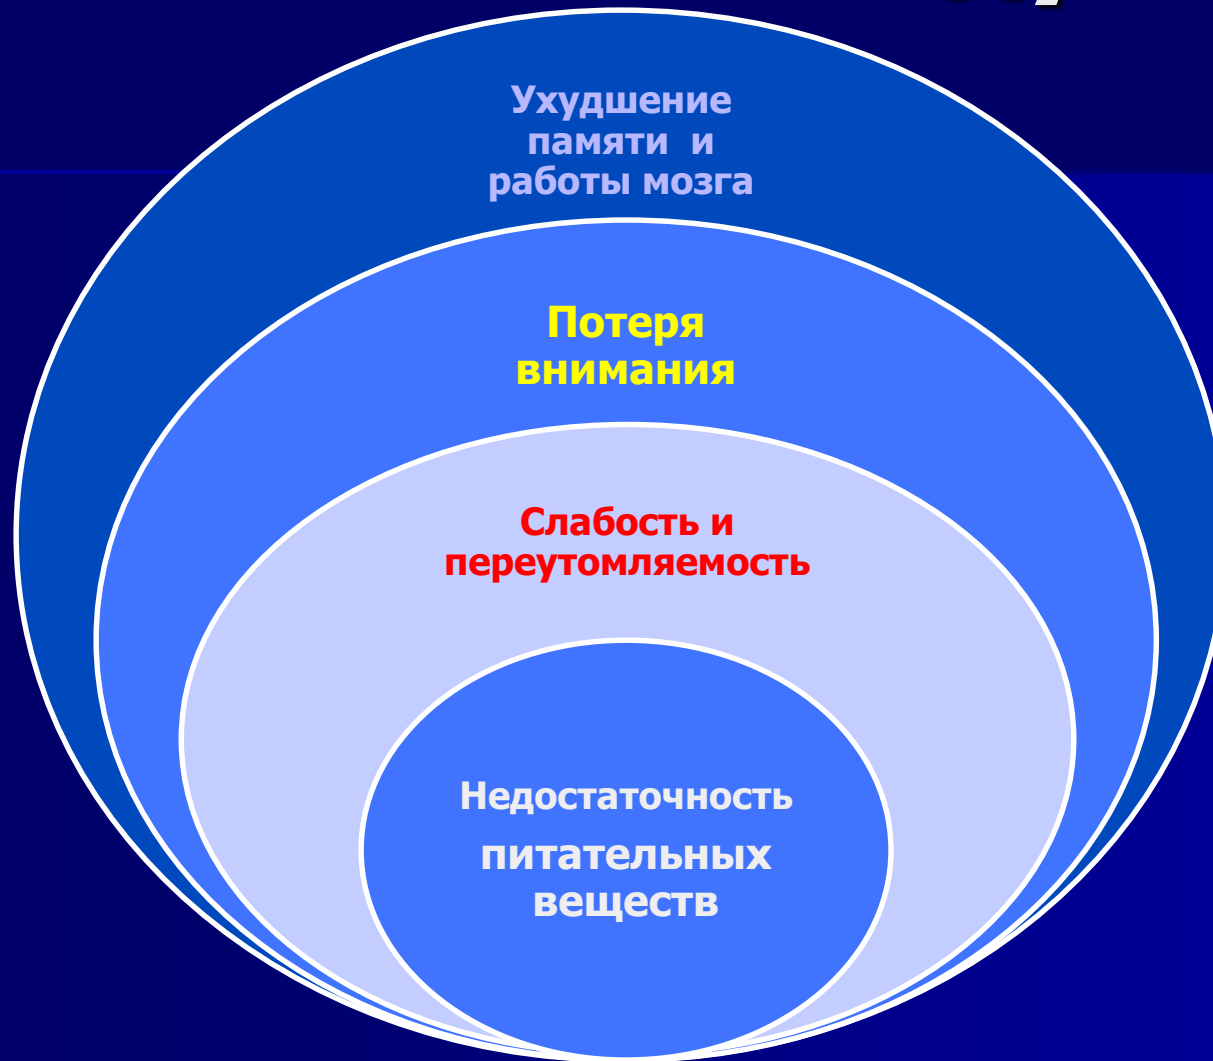 Ухудшение
памяти и
работы мозга
Потеря
внимания
Слабость и
переутомляемость
Недостаточность
питательных
веществ